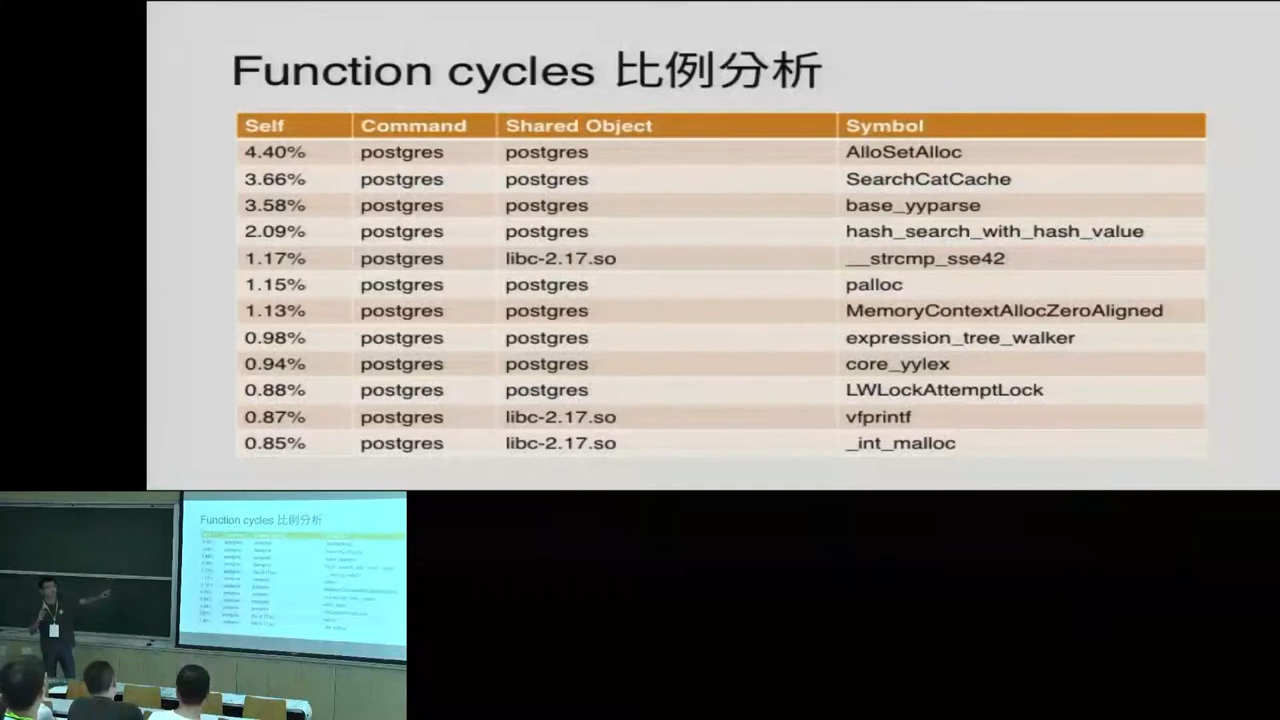 Function cycles 比例分析
Self Command Shared Object Symbol
4.40% postgres postgres AlloSetAlloc
3.66% postgres postgres SearchCatCache
3.58% postgres postgres base_yyparse
2.09% postgres postgres hash_search_with_hash_value
1.17% postgres libc-2.17.so __strcmp_sse42
1.15% postgres postgres palloc
1.13% postgres postgres MemoryContextAllocZeroAligned
0.98% postgres postgres expression_tree_walker
0.94% postgres postgres core_yylex
0.88% postgres postgres LWLockAttemptLock
0.87% postgres libc-2.17.so vfprintf
0.85% postgres libc-2.17.so _int_malloc
Function cycles 比例分析